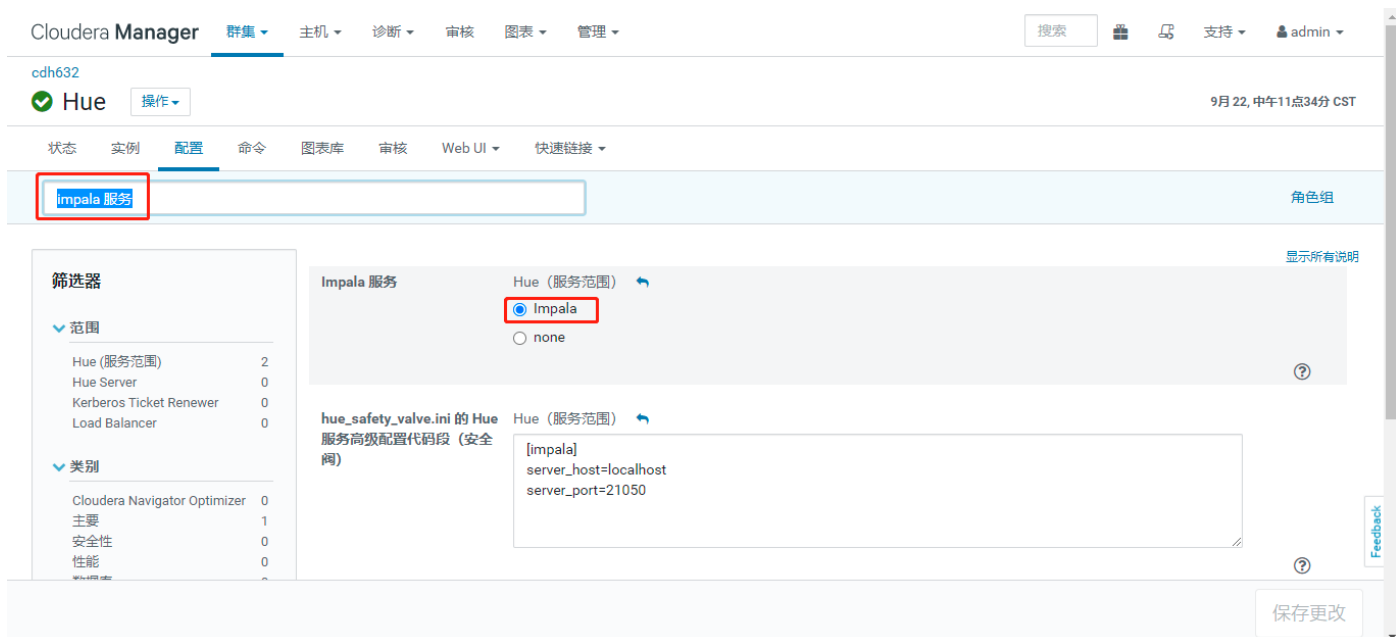 Cloudera Manager 群集 主机 诊断 审核 图表 管理 搜索 支持 admin
cdh632
Hue 操作 9月 22, 中午11点34分 CST
状态 实例 配置 命令 图表库 审核 Web UI 快速链接
impala 服务 角色组
显示所有说明
筛选器
范围
Hue (服务范围) 2
Hue Server 0
Kerberos Ticket Renewer 0
Load Balancer 0
类别
Cloudera Navigator Optimizer 0
主要 1
安全性 0
性能 0
Impala 服务 Hue（服务范围）
Impala
none
hue_safety_valve.ini 的 Hue Hue（服务范围）
服务高级配置代码段（安全
阀）
[impala]
server_host=localhost
server_port=21050
Feedback
保存更改